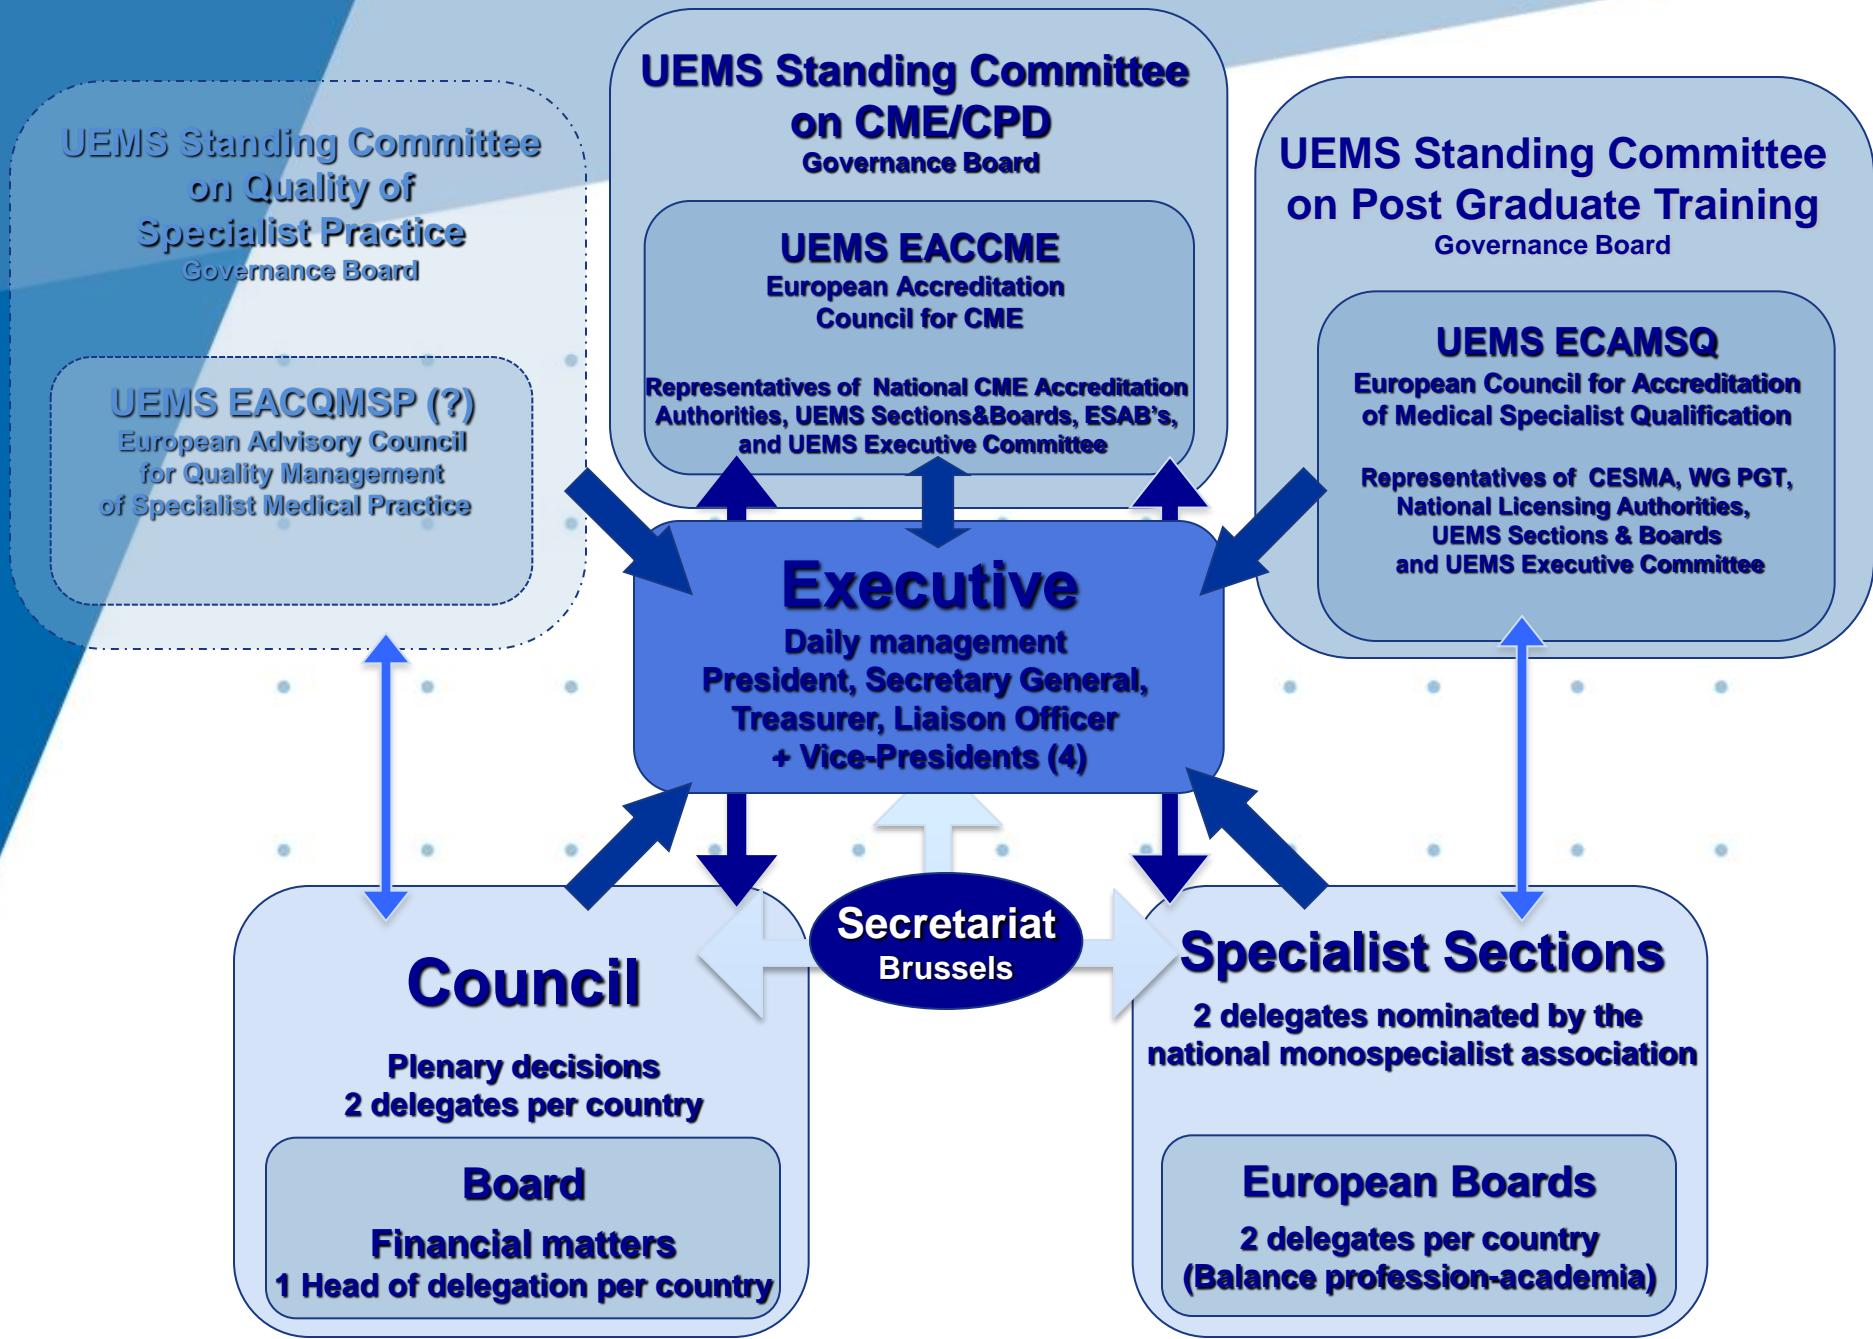 UEMS Standing Committee
on Quality of
Specialist Practice
Governance Board
UEMS EACQMSP (?)
European Advisory Council
for Quality Management
of Specialist Medical Practice
UEMS Standing Committee
on CME/CPD
Governance Board
UEMS EACCME
European Accreditation
Council for CME
Representatives of National CME Accreditation
Authorities, UEMS Sections&Boards, ESAB's,
and UEMS Executive Committee
UEMS Standing Committee
on Post Graduate Training
Governance Board
UEMS ECAMSQ
European Council for Accreditation
of Medical Specialist Qualification
Representatives of CESMA, WG PGT,
National Licensing Authorities,
UEMS Sections & Boards
and UEMS Executive Committee
Executive
Daily management
President, Secretary General,
Treasurer, Liaison Officer
+ Vice-Presidents (4)
Secretariat
Brussels
Council
Plenary decisions
2 delegates per country
Board
Financial matters
1 Head of delegation per country
Specialist Sections
2 delegates nominated by the
national monospecialist association
European Boards
2 delegates per country
(Balance profession-academia)